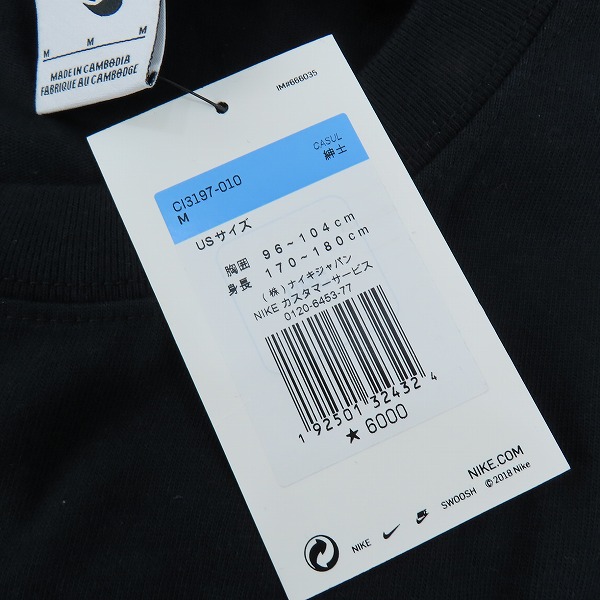 M M M
MADE IN CAMBODIA
FABRIQUÉ AU CAMBODGE
IM#666035
CI3197-010
CASUL
M
紳士
USサイズ
胸囲 96~104cm
身長 170~180cm
(株)ナイキジャパン
NIKE カスタマーサービス
0120-6453-77
1 92501 32432 4
★6000
NIKE.COM
NIKE SWOOSH ©2018 Nike